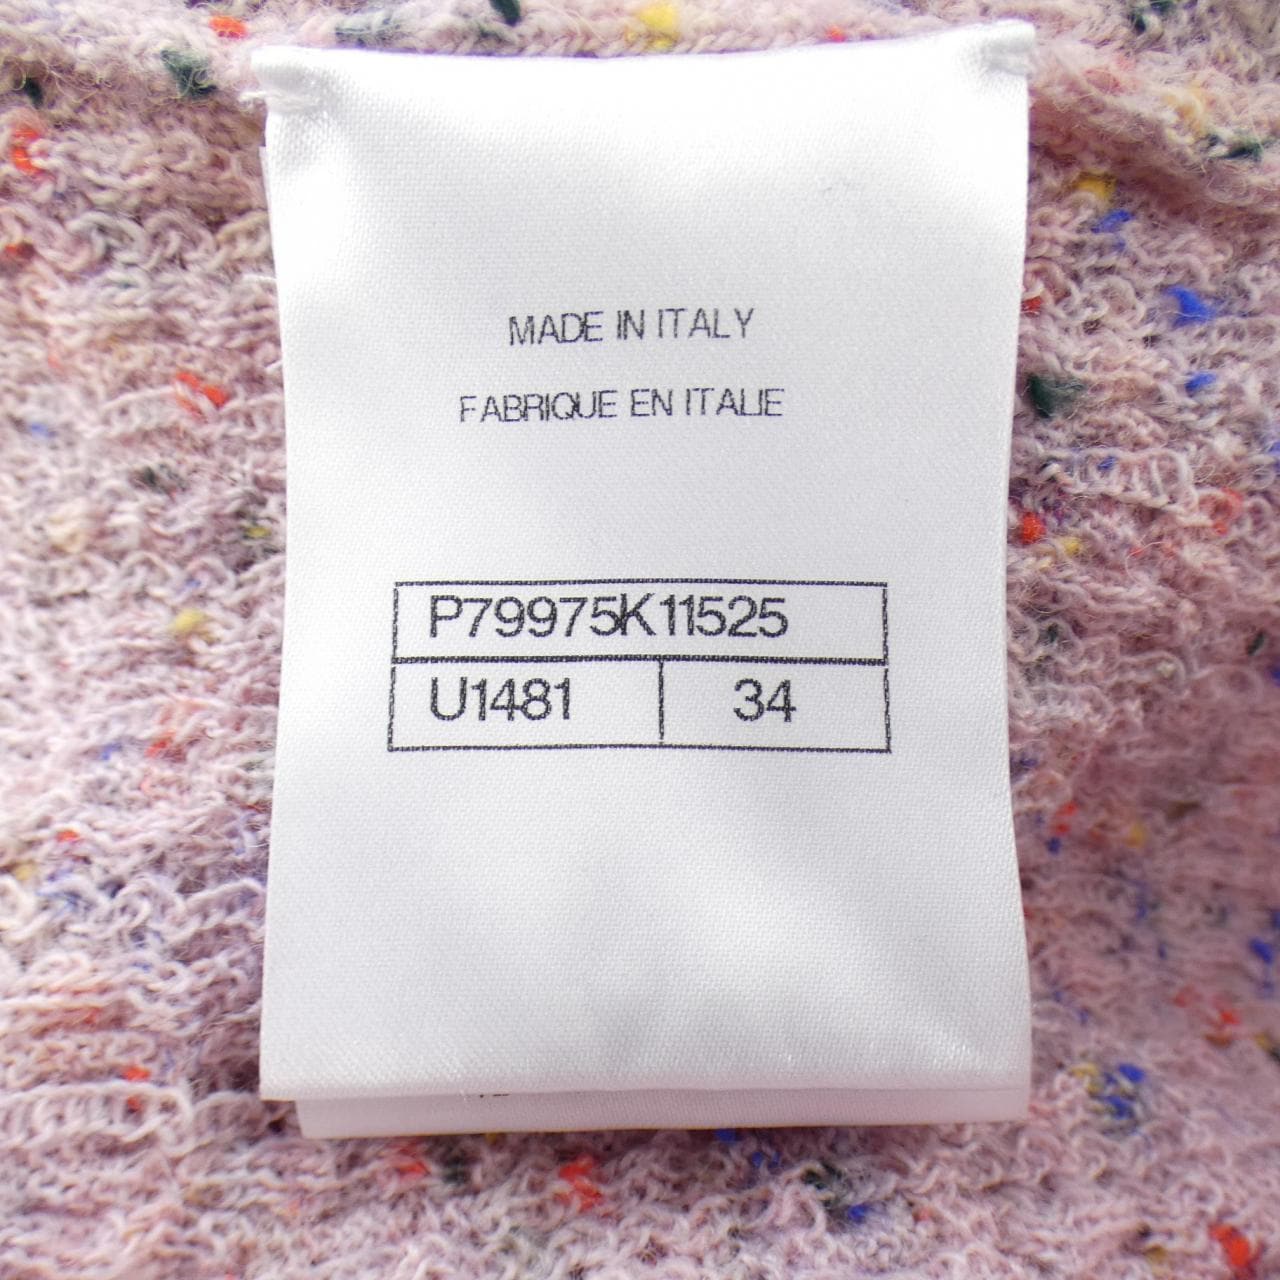 MADE IN ITALY
FABRIQUE EN ITALIE
P79975K11525
U1481 34